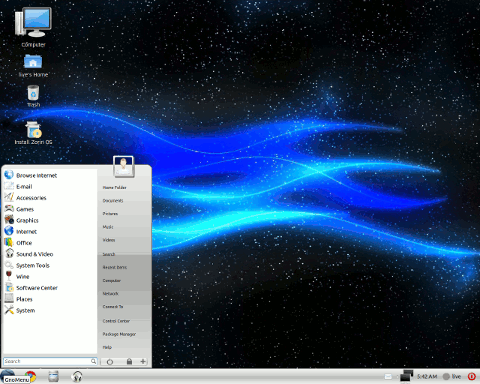 Computer
live's Home
Trash
Install Zorin OS
Browse Internet
E-mail
Accessories
Games
Graphics
Internet
Office
Sound & Video
System Tools
Wine
Software Center
Places
System
Home Folder
Documents
Pictures
Music
Videos
Search
Recent Items
Computer
Network
Connect To
Control Center
Package Manager
Help
Search
GnoMenu
5:42 AM
live